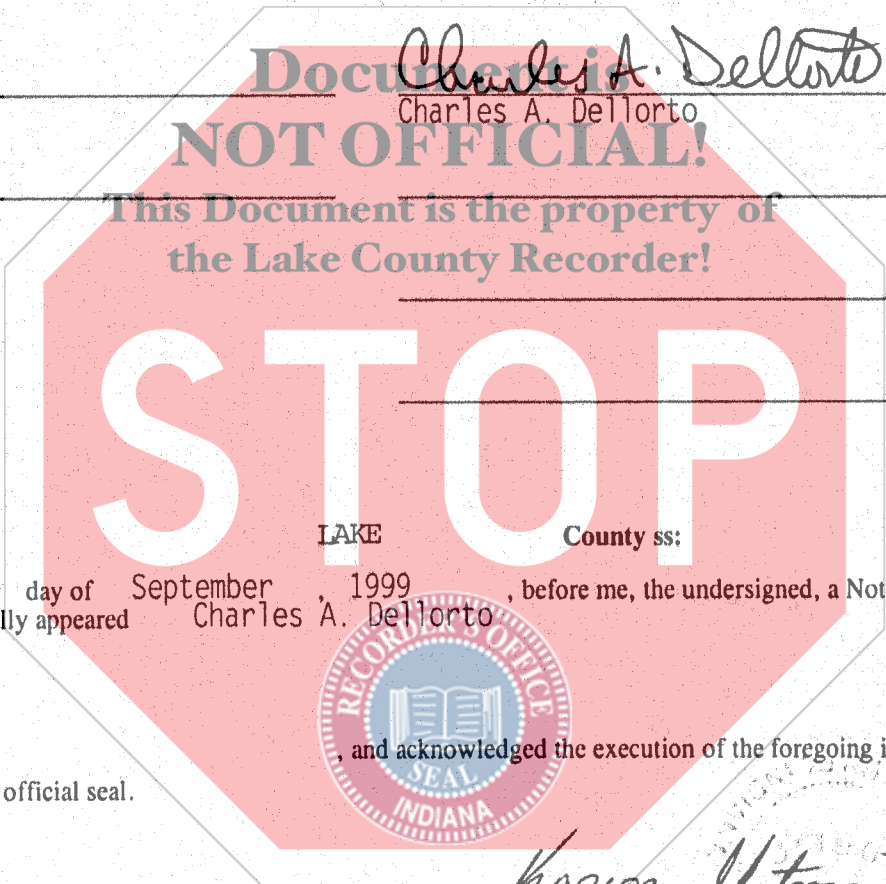 Charles A. Dellorto
Document is
Charles A. Dellorto
NOT OFFICIAL!
This Document is the property of
the Lake County Recorder!
STOP
LAKE County ss:
day of September , 1999 , before me, the undersigned, a Not
lly appeared Charles A. Dellorto
RECORDER'S OFFICE
, and acknowledged the execution of the foregoing i
SEAL
official seal.
INDIANA